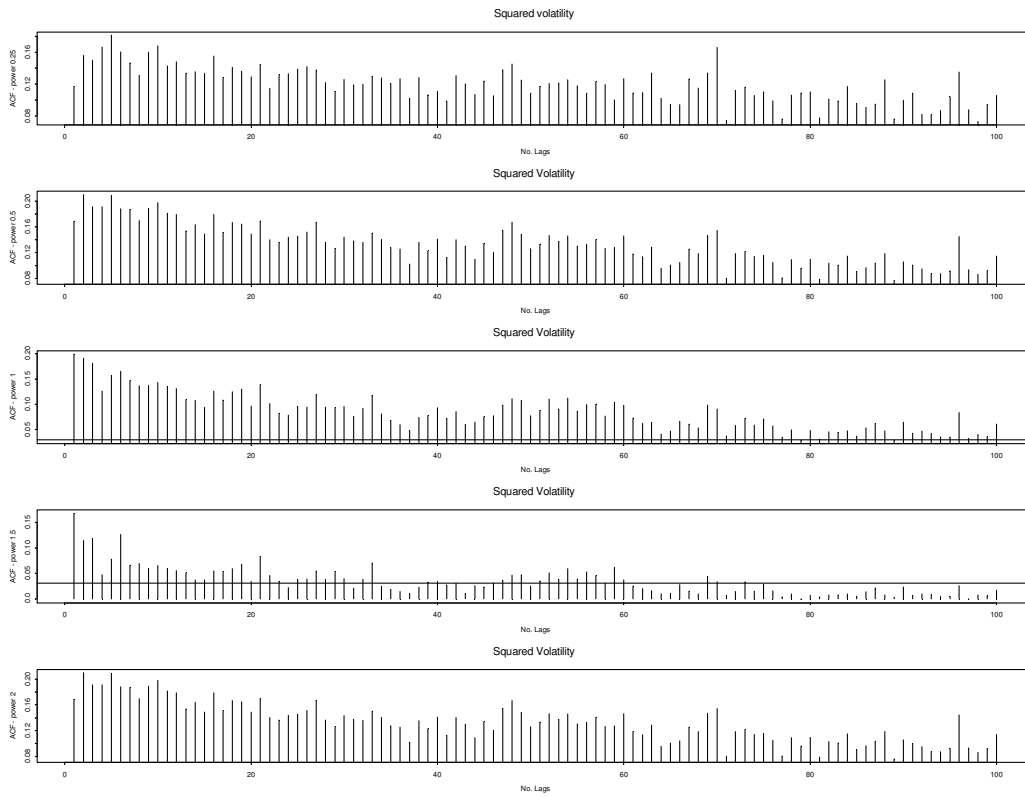 Squared volatility
ACF - power 0.25
0.16
0.12
0.08
0 20 40 60 80 100
No. Lags
Squared Volatility
ACF - power 0.5
0.20
0.16
0.12
0.08
0 20 40 60 80 100
No. Lags
Squared Volatility
ACF - power 1
0.20
0.15
0.10
0.05
0 20 40 60 80 100
No. Lags
Squared Volatility
ACF - power 1.5
0.15
0.10
0.05
0.0
0 20 40 60 80 100
No. Lags
Squared Volatility
ACF - power 2
0.20
0.16
0.12
0.08
0 20 40 60 80 100
No. Lags